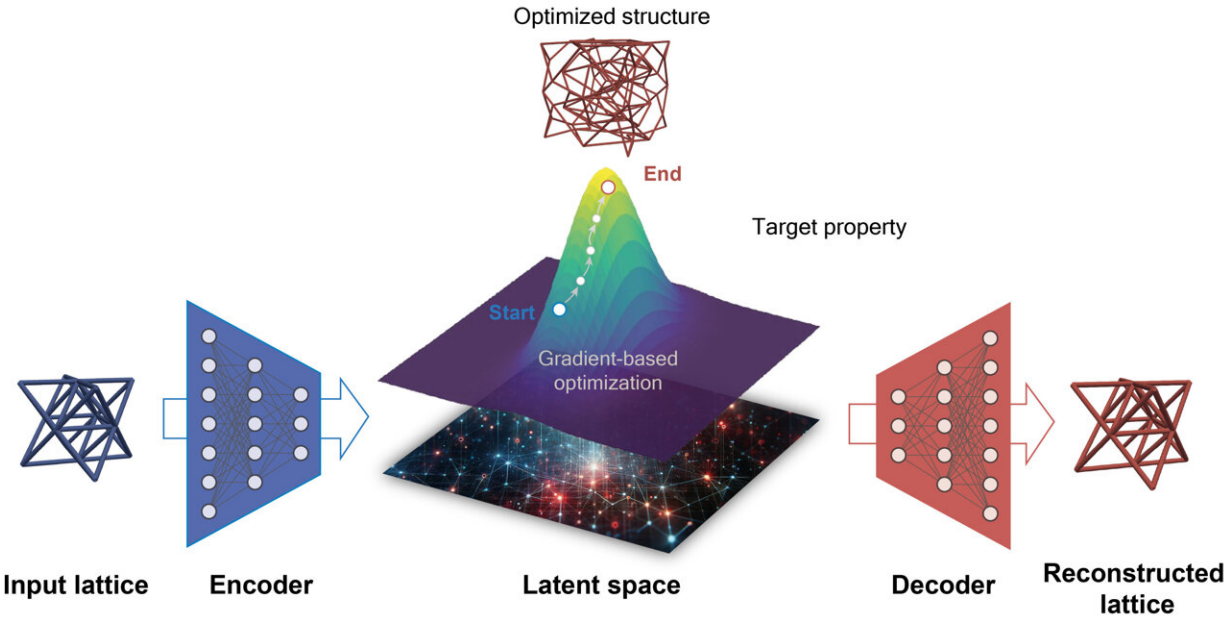 Optimized structure
End
Target property
Start
Gradient-based
optimization
Input lattice
Encoder
Latent space
Decoder
Reconstructed
lattice